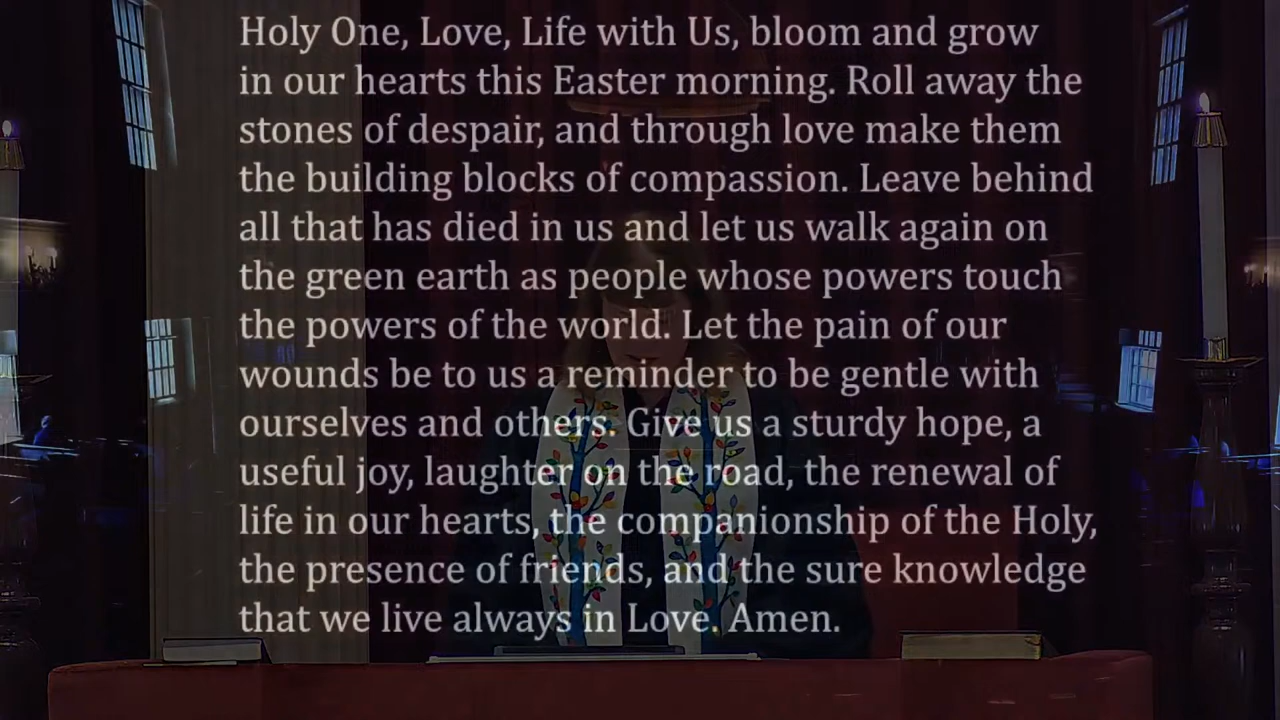 Holy One, Love, Life with Us, bloom and grow
in our hearts this Easter morning. Roll away the
stones of despair, and through love make them
the building blocks of compassion. Leave behind
all that has died in us and let us walk again on
the green earth as people whose powers touch
the powers of the world. Let the pain of our
wounds be to us a reminder to be gentle with
ourselves and others. Give us a sturdy hope, a
useful joy, laughter on the road, the renewal of
life in our hearts, the companionship of the Holy,
the presence of friends, and the sure knowledge
that we live always in Love. Amen.